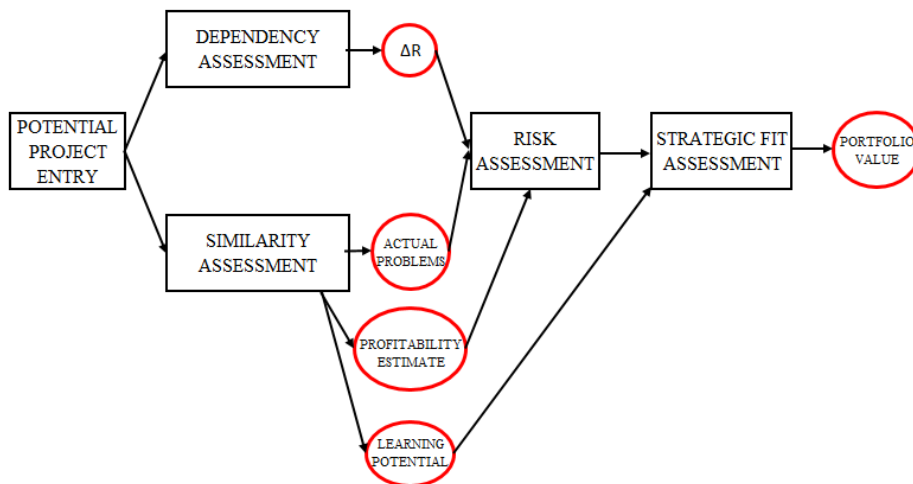 DEPENDENCY
ASSESSMENT
ΔR
POTENTIAL
PROJECT
ENTRY
RISK
ASSESSMENT
STRATEGIC FIT
ASSESSMENT
PORTFOLIO
VALUE
SIMILARITY
ASSESSMENT
ACTUAL
PROBLEMS
PROFITABILITY
ESTIMATE
LEARNING
POTENTIAL